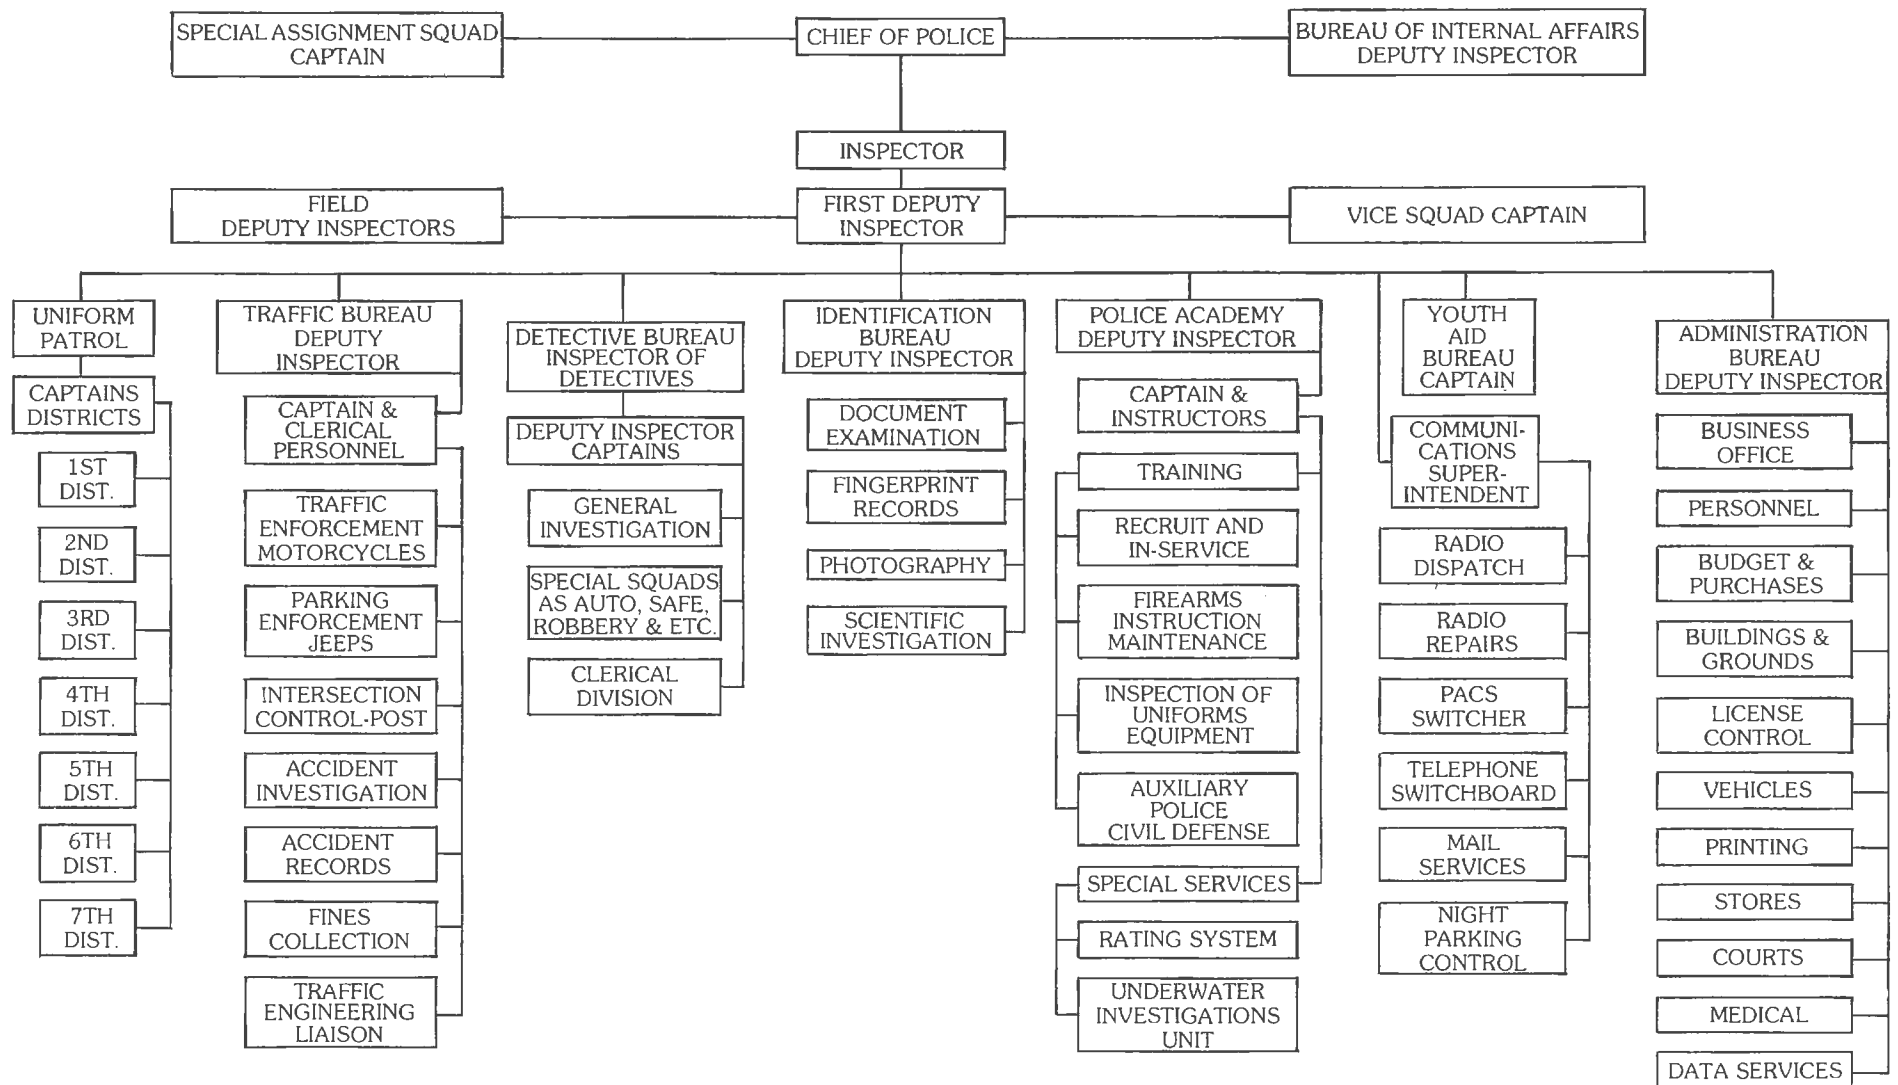 SPECIAL ASSIGNMENT SQUAD
CAPTAIN
CHIEF OF POLICE
BUREAU OF INTERNAL AFFAIRS
DEPUTY INSPECTOR
INSPECTOR
FIELD
DEPUTY INSPECTORS
FIRST DEPUTY
INSPECTOR
VICE SQUAD CAPTAIN
UNIFORM
PATROL
CAPTAINS
DISTRICTS
1ST
DIST.
2ND
DIST.
3RD
DIST.
4TH
DIST.
5TH
DIST.
6TH
DIST.
7TH
DIST.
TRAFFIC BUREAU
DEPUTY
INSPECTOR
CAPTAIN &
CLERICAL
PERSONNEL
TRAFFIC
ENFORCEMENT
MOTORCYCLES
PARKING
ENFORCEMENT
JEEPS
INTERSECTION
CONTROL-POST
ACCIDENT
INVESTIGATION
ACCIDENT
RECORDS
FINES
COLLECTION
TRAFFIC
ENGINEERING
LIAISON
DETECTIVE BUREAU
INSPECTOR OF
DETECTIVES
DEPUTY INSPECTOR
CAPTAINS
GENERAL
INVESTIGATION
SPECIAL SQUADS
AS AUTO, SAFE,
ROBBERY & ETC.
CLERICAL
DIVISION
IDENTIFICATION
BUREAU
DEPUTY INSPECTOR
DOCUMENT
EXAMINATION
FINGERPRINT
RECORDS
PHOTOGRAPHY
SCIENTIFIC
INVESTIGATION
POLICE ACADEMY
DEPUTY INSPECTOR
CAPTAIN &
INSTRUCTORS
TRAINING
RECRUIT AND
IN-SERVICE
FIREARMS
INSTRUCTION
MAINTENANCE
INSPECTION OF
UNIFORMS
EQUIPMENT
AUXILIARY
POLICE
CIVIL DEFENSE
SPECIAL SERVICES
RATING SYSTEM
UNDERWATER
INVESTIGATIONS
UNIT
YOUTH
AID
BUREAU
CAPTAIN
COMMUNI-
CATIONS
SUPER-
INTENDENT
RADIO
DISPATCH
RADIO
REPAIRS
PACS
SWITCHER
TELEPHONE
SWITCHBOARD
MAIL
SERVICES
NIGHT
PARKING
CONTROL
ADMINISTRATION
BUREAU
DEPUTY INSPECTOR
BUSINESS
OFFICE
PERSONNEL
BUDGET &
PURCHASES
BUILDINGS &
GROUNDS
LICENSE
CONTROL
VEHICLES
PRINTING
STORES
COURTS
MEDICAL
DATA SERVICES